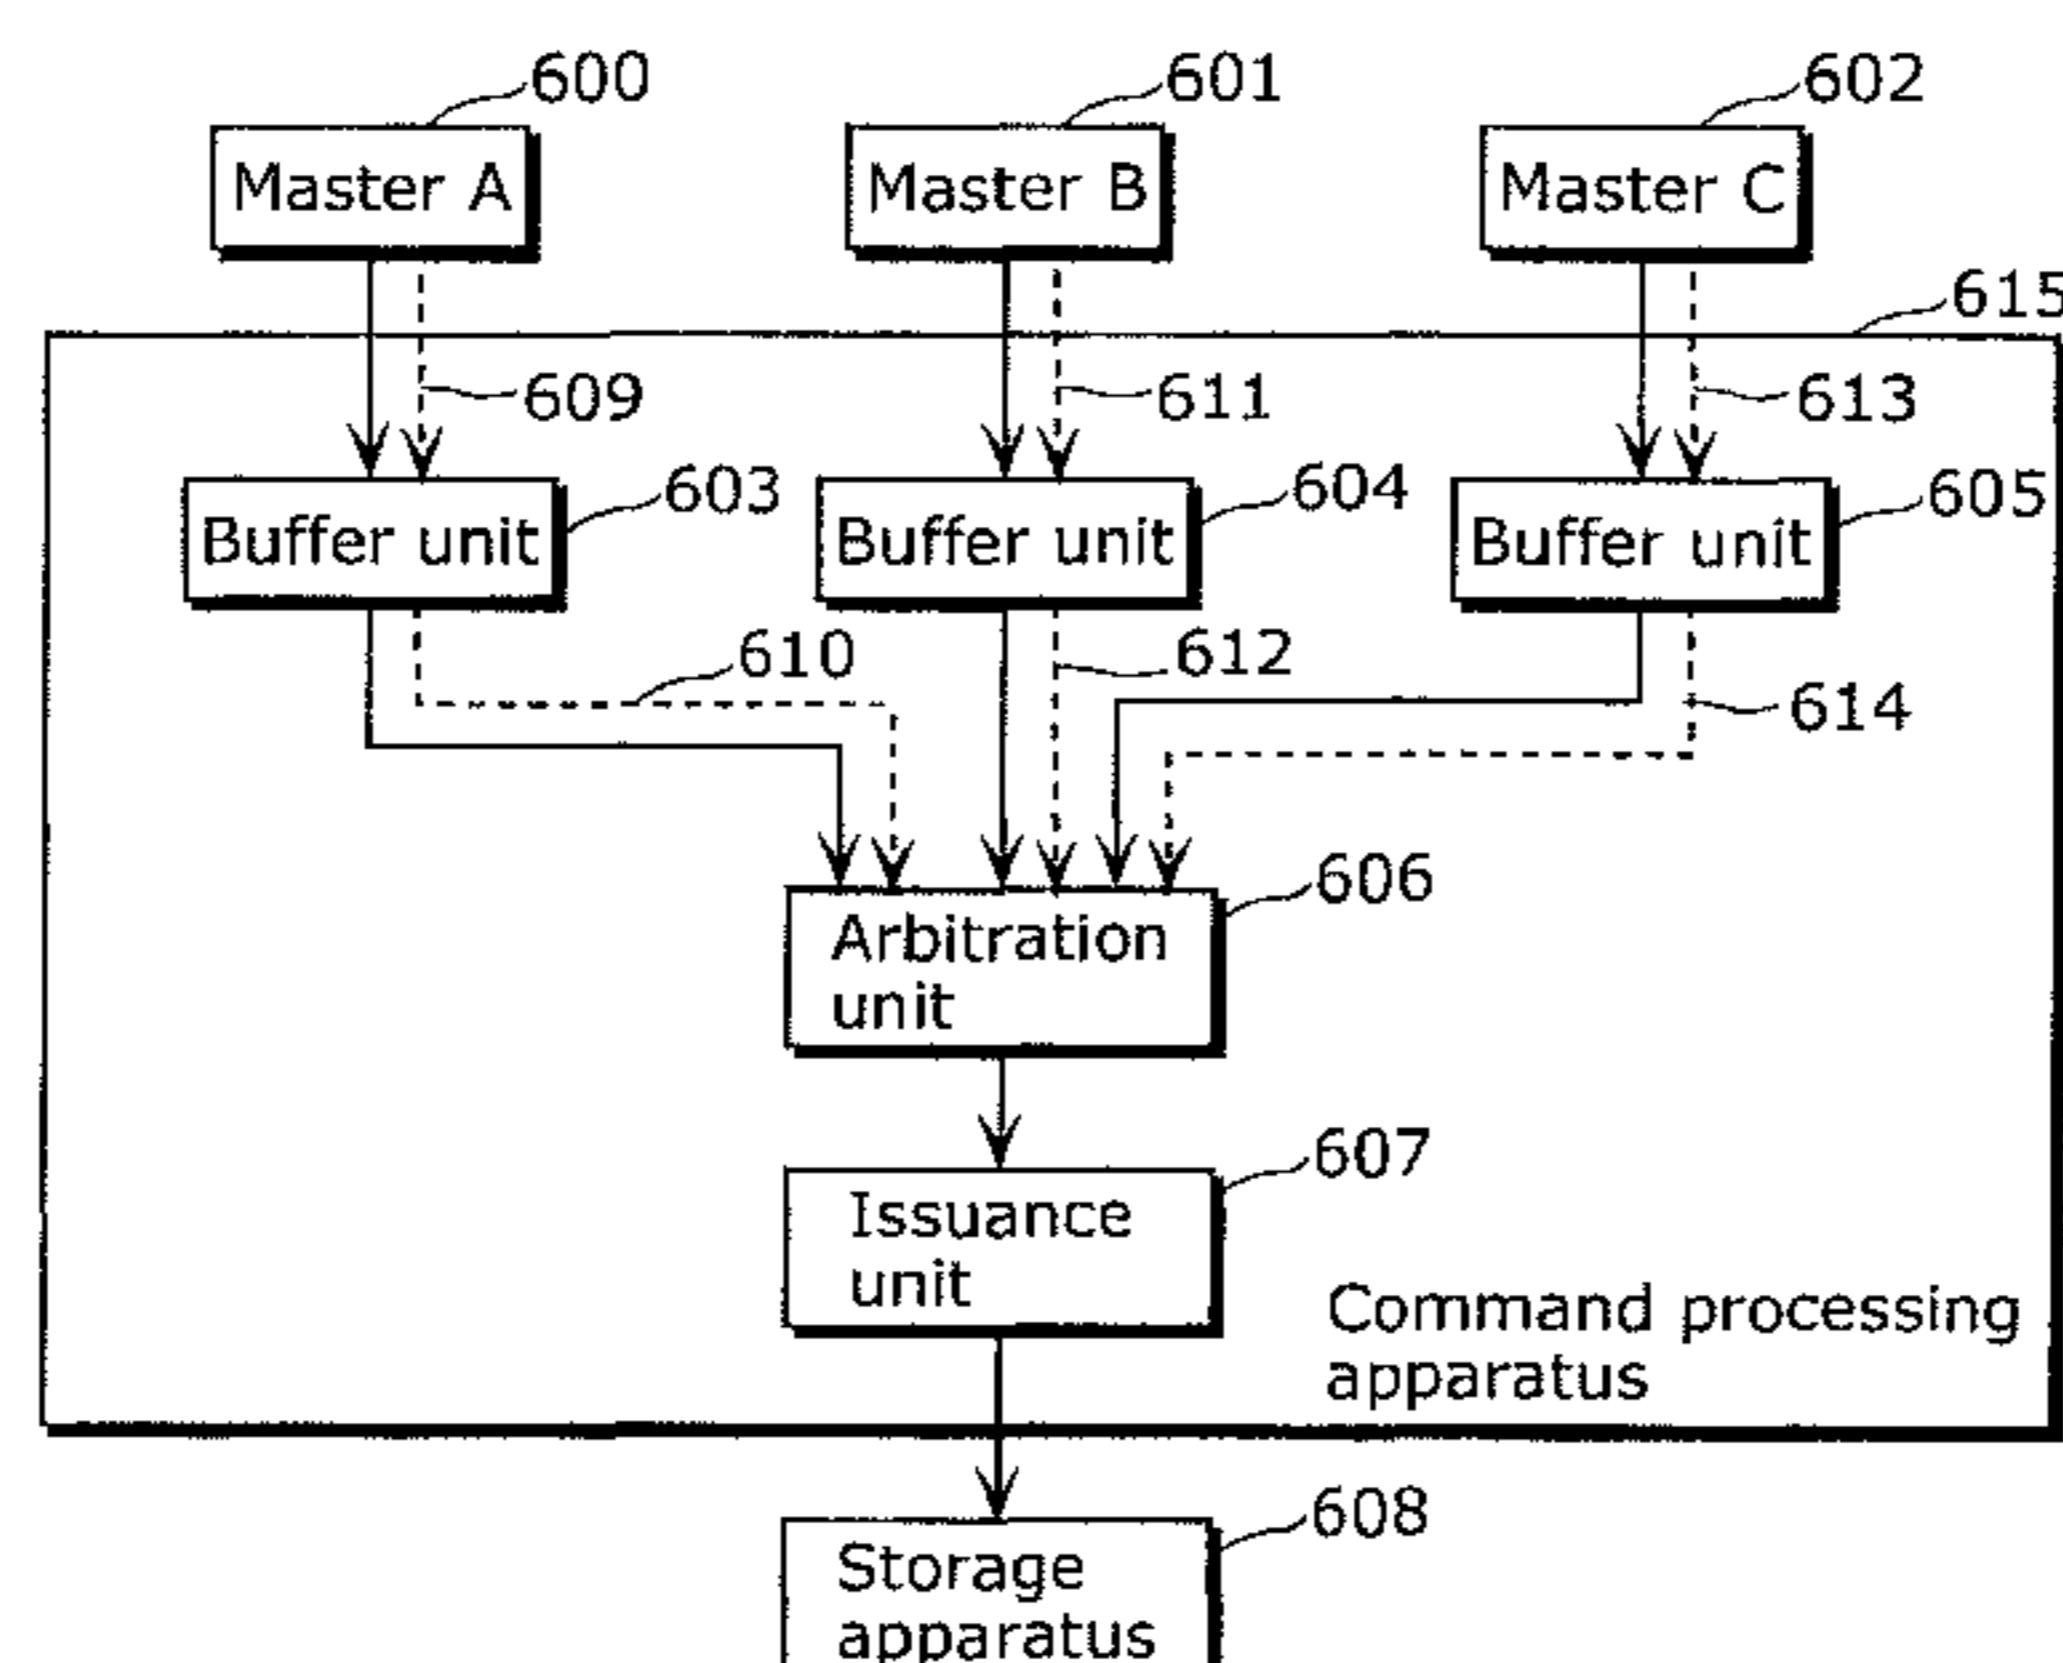 600
601
602
Master A
Master B
Master C
615
609
611
613
603
604
605
Buffer unit
Buffer unit
Buffer unit
610
612
614
606
Arbitration
unit
607
Issuance
unit
Command processing
apparatus
608
Storage
apparatus